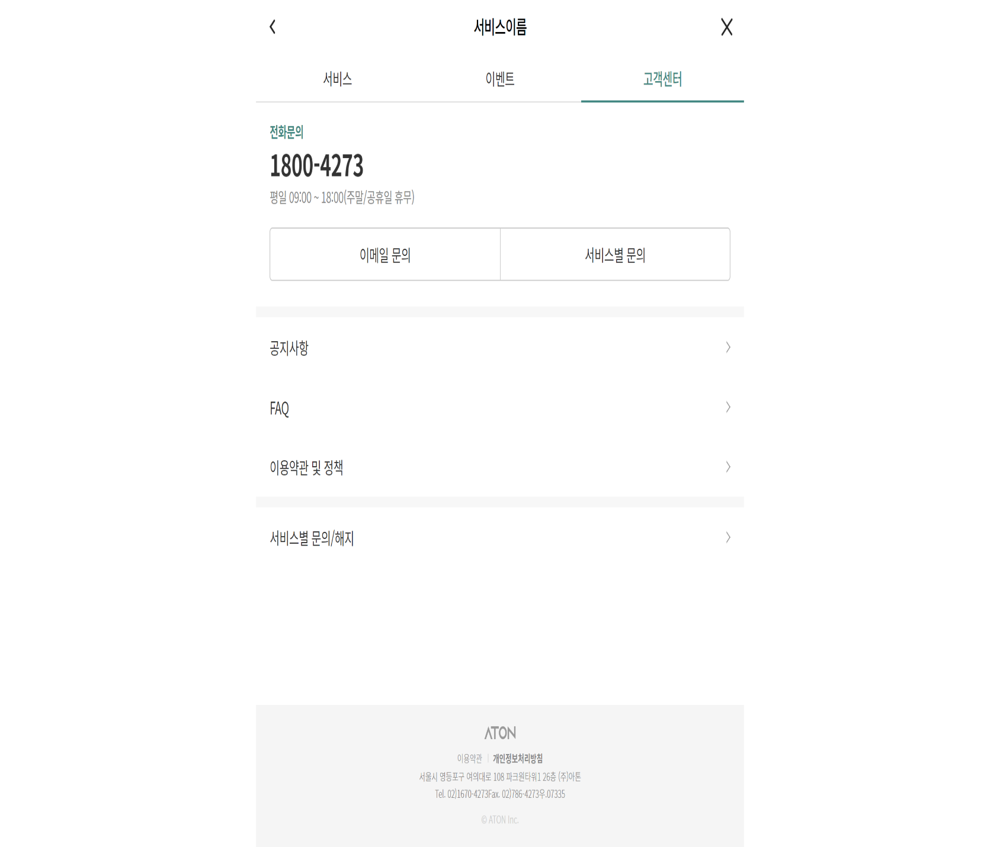 서비스이름
서비스
이벤트
고객센터
전화문의
1800-4273
평일 09:00 ~ 18:00(주말/공휴일 휴무)
이메일 문의
서비스별 문의
공지사항
FAQ
이용약관 및 정책
서비스별 문의/해지
ATON
이용약관 | 개인정보처리방침
서울시 영등포구 여의대로 108 파크원타워1 26층 (주)아톤
Tel. 02)1670-4273Fax. 02)786-4273우.07335
© ATON Inc.